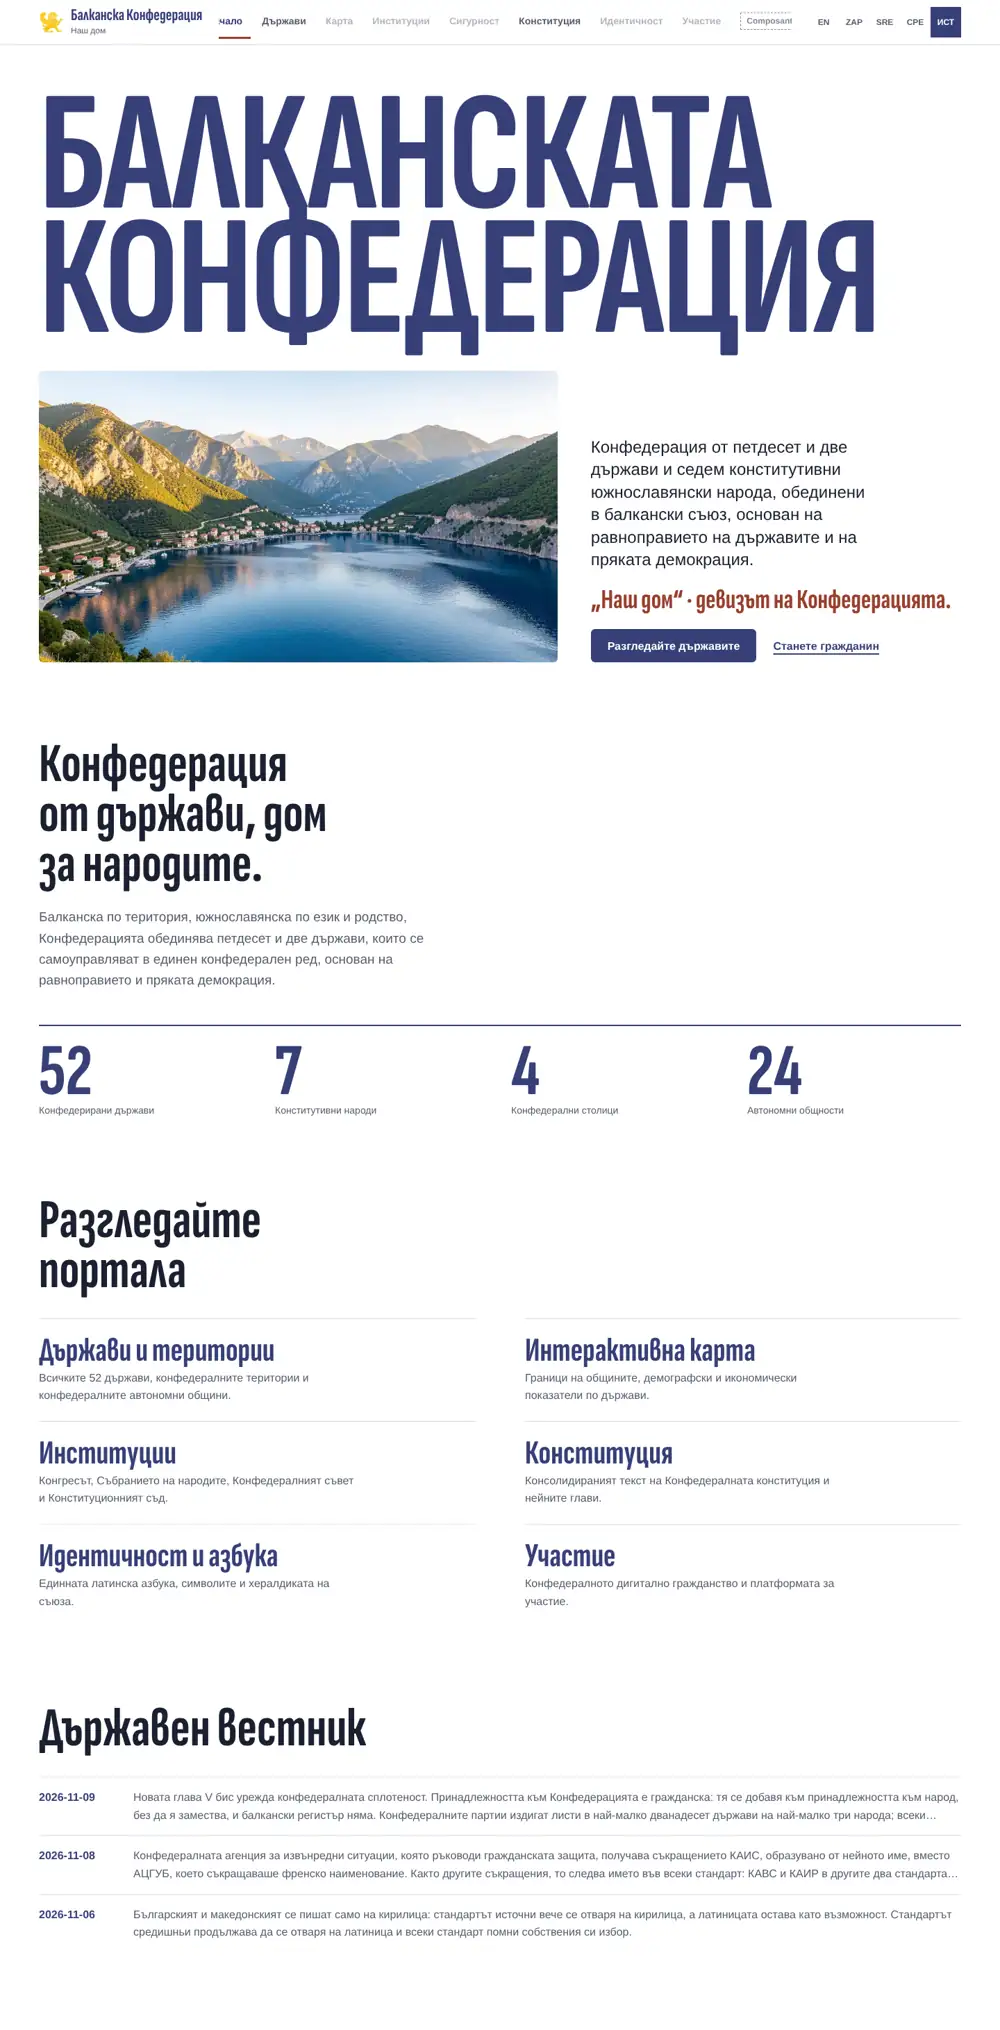 Балканска Конфедерация
Наш дом
чало Държави Карта Институции Сигурност Конституция Идентичност Участие Composant EN ZAP SRE СРЕ ИСТ
БАЛКАНСКАТА
КОНФЕДЕРАЦИЯ
Конфедерация от петдесет и две
държави и седем конститутивни
южнославянски народа, обединени
в балкански съюз, основан на
равноправието на държавите и на
пряката демокрация.
„Наш дом“ · девизът на Конфедерацията.
Разгледайте държавите Станете гражданин
Конфедерация
от държави, дом
за народите.
Балканска по територия, южнославянска по език и родство,
Конфедерацията обединява петдесет и две държави, които се
самоуправляват в единен конфедерален ред, основан на
равноправието и пряката демокрация.
52 7 4 24
Конфедерирани държави Конститутивни народи Конфедерални столици Автономни общности
Разгледайте
портала
Държави и територии
Всичките 52 държави, конфедералните територии и
конфедералните автономни общини.
Интерактивна карта
Граници на общините, демографски и икономически
показатели по държави.
Институции
Конгресът, Събранието на народите, Конфедералният съвет
и Конституционният съд.
Конституция
Консолидираният текст на Конфедералната конституция и
нейните глави.
Идентичност и азбука
Единната латинска азбука, символите и хералдиката на
съюза.
Участие
Конфедералното дигитално гражданство и платформата за
участие.
Държавен вестник
2026-11-09 Новата глава V бис урежда конфедералната сплотеност. Принадлежността към Конфедерацията е гражданска: тя се добавя към принадлежността към народ,
без да я замества, и балкански регистър няма. Конфедералните партии издигат листи в най-малко дванадесет държави на най-малко три народа; всеки…
2026-11-08 Конфедералната агенция за извънредни ситуации, която ръководи гражданската защита, получава съкращението КАИС, образувано от нейното име, вместо
АЦГУБ, което съкращаваше френско наименование. Както другите съкращения, то следва името във всеки стандарт: КАВС и КАИР в другите два стандарта…
2026-11-06 Българският и македонският се пишат само на кирилица: стандартът източни вече се отваря на кирилица, а латиницата остава като възможност. Стандартът
средишньи продължава да се отваря на латиница и всеки стандарт помни собствения си избор.